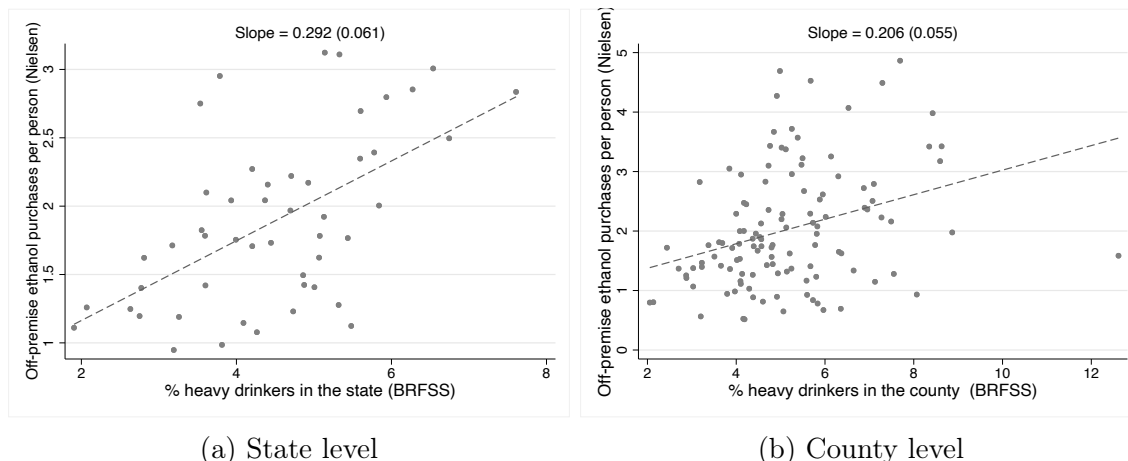 Slope = 0.292 (0.061)
Off-premise ethanol purchases per person (Nielsen)
3
2.5
2
1.5
1
2 4 6 8
% heavy drinkers in the state (BRFSS)
(a) State level
Slope = 0.206 (0.055)
Off-premise ethanol purchases per person (Nielsen)
5
4
3
2
1
0
2 4 6 8 10 12
% heavy drinkers in the county (BRFSS)
(b) County level